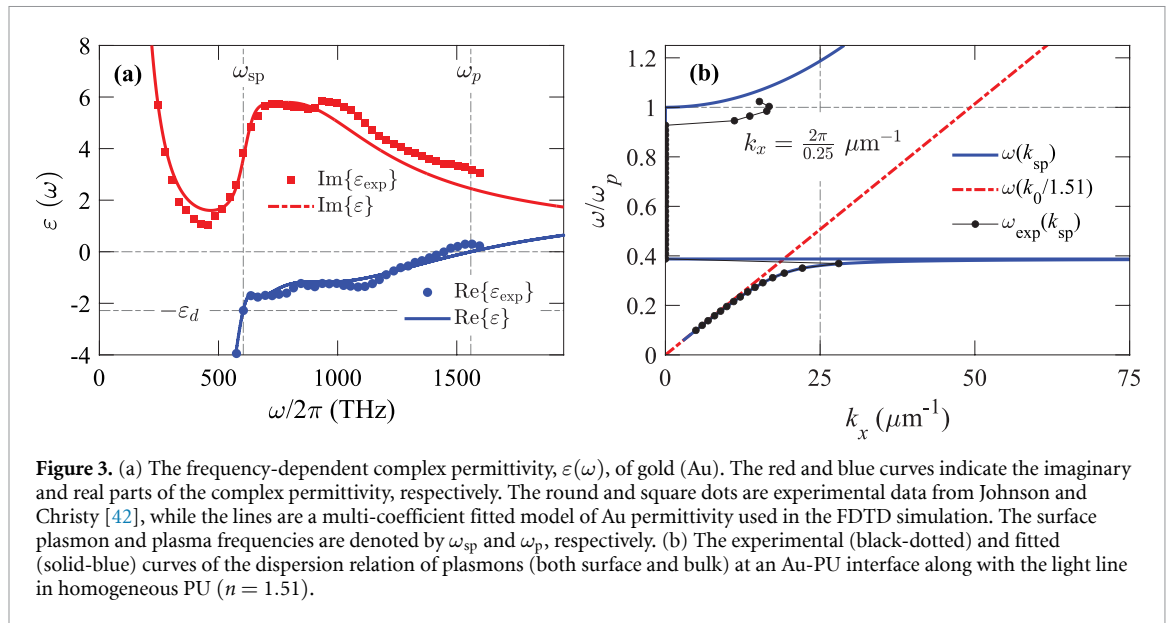 (a)
ω_sp
ω_p
8
6
4
2
0
-2
-4
ε (ω)
Im{ε_exp}
Im{ε}
Re{ε_exp}
Re{ε}
−ε_d
0
500
1000
1500
ω/2π (THz)
(b)
1.2
1
0.8
0.6
0.4
0.2
0
ω/ω_p
k_x = 2π/0.25 μm⁻¹
ω(k_sp)
ω(k_0/1.51)
ω_exp(k_sp)
0
25
50
75
k_x (μm⁻¹)
Figure 3. (a) The frequency-dependent complex permittivity, ε(ω), of gold (Au). The red and blue curves indicate the imaginary
and real parts of the complex permittivity, respectively. The round and square dots are experimental data from Johnson and
Christy [42], while the lines are a multi-coefficient fitted model of Au permittivity used in the FDTD simulation. The surface
plasmon and plasma frequencies are denoted by ω_sp and ω_p, respectively. (b) The experimental (black-dotted) and fitted
(solid-blue) curves of the dispersion relation of plasmons (both surface and bulk) at an Au-PU interface along with the light line
in homogeneous PU (n = 1.51).